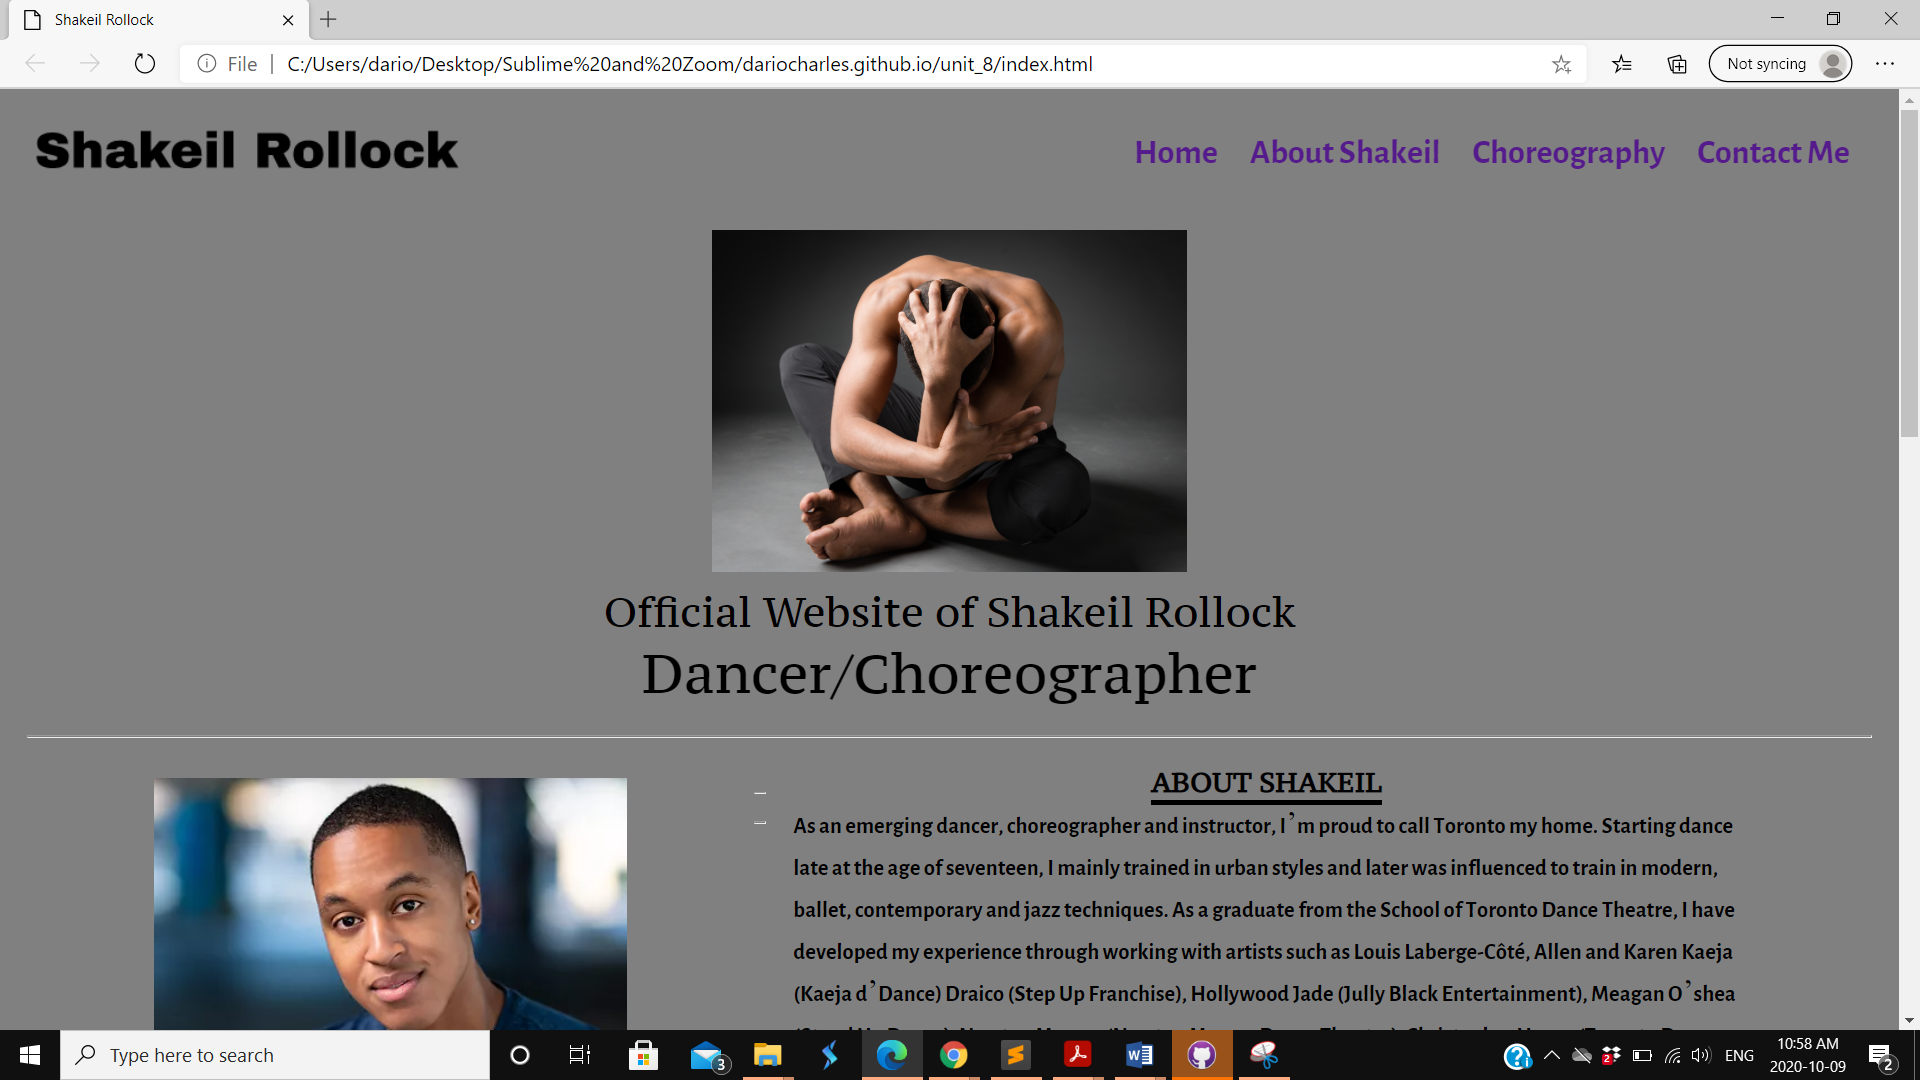 Shakeil Rollock
File | C:/Users/dario/Desktop/Sublime%20and%20Zoom/dariocharles.github.io/unit_8/index.html
Not syncing
Shakeil Rollock
Home About Shakeil Choreography Contact Me
Official Website of Shakeil Rollock
Dancer/Choreographer
ABOUT SHAKEIL
As an emerging dancer, choreographer and instructor, I’m proud to call Toronto my home. Starting dance
late at the age of seventeen, I mainly trained in urban styles and later was influenced to train in modern,
ballet, contemporary and jazz techniques. As a graduate from the School of Toronto Dance Theatre, I have
developed my experience through working with artists such as Louis Laberge-Côté, Allen and Karen Kaeja
(Kaeja d’Dance) Draico (Step Up Franchise), Hollywood Jade (Jully Black Entertainment), Meagan O’shea
Type here to search
3
2
ENG
10:58 AM
2020-10-09
2